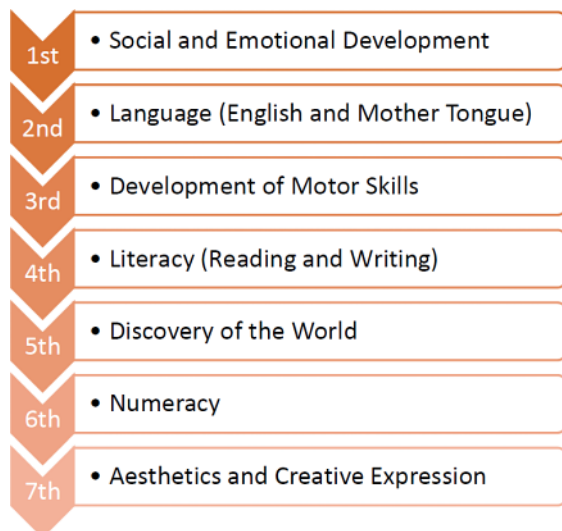 1st
• Social and Emotional Development
2nd
• Language (English and Mother Tongue)
3rd
• Development of Motor Skills
4th
• Literacy (Reading and Writing)
5th
• Discovery of the World
6th
• Numeracy
7th
• Aesthetics and Creative Expression